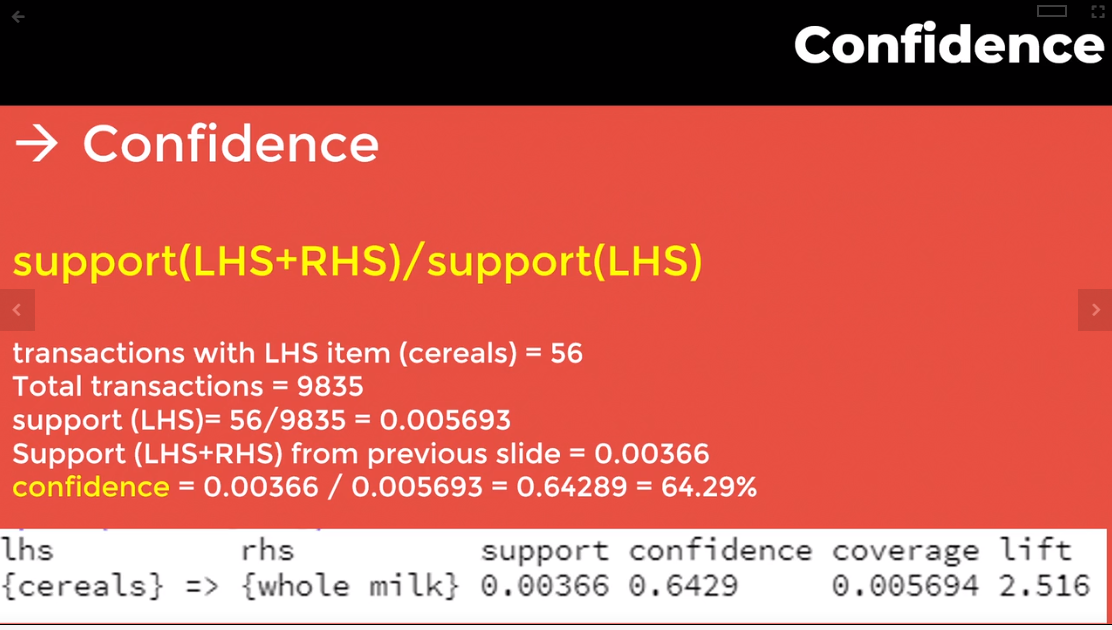 Confidence
→ Confidence
support(LHS+RHS)/support(LHS)
transactions with LHS item (cereals) = 56
Total transactions = 9835
support (LHS)= 56/9835 = 0.005693
Support (LHS+RHS) from previous slide = 0.00366
confidence = 0.00366 / 0.005693 = 0.64289 = 64.29%
lhs rhs support confidence coverage lift
{cereals} => {whole milk} 0.00366 0.6429 0.005694 2.516